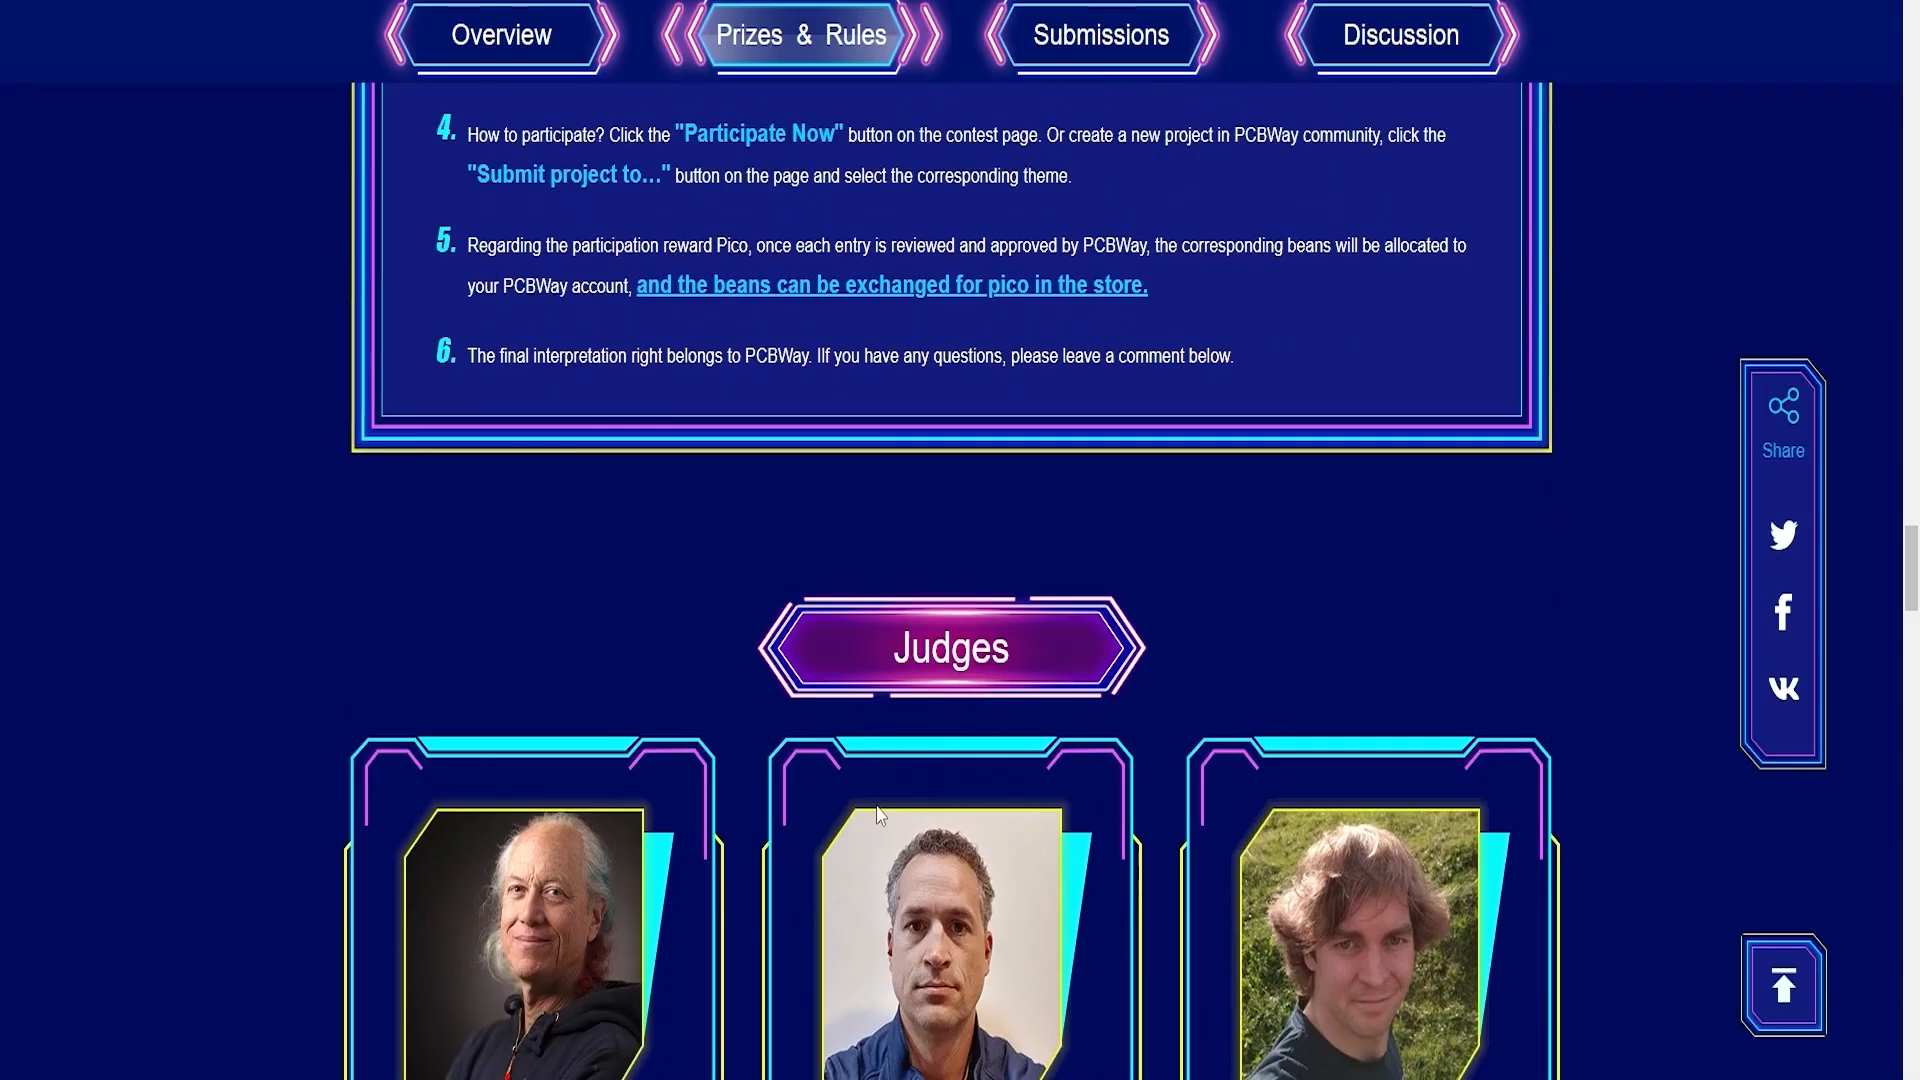 Overview
Prizes & Rules
Submissions
Discussion
4. How to participate? Click the "Participate Now" button on the contest page. Or create a new project in PCBWay community, click the
"Submit project to..." button on the page and select the corresponding theme.
5. Regarding the participation reward Pico, once each entry is reviewed and approved by PCBWay, the corresponding beans will be allocated to
your PCBWay account, and the beans can be exchanged for pico in the store.
6. The final interpretation right belongs to PCBWay. IIf you have any questions, please leave a comment below.
Share
Judges